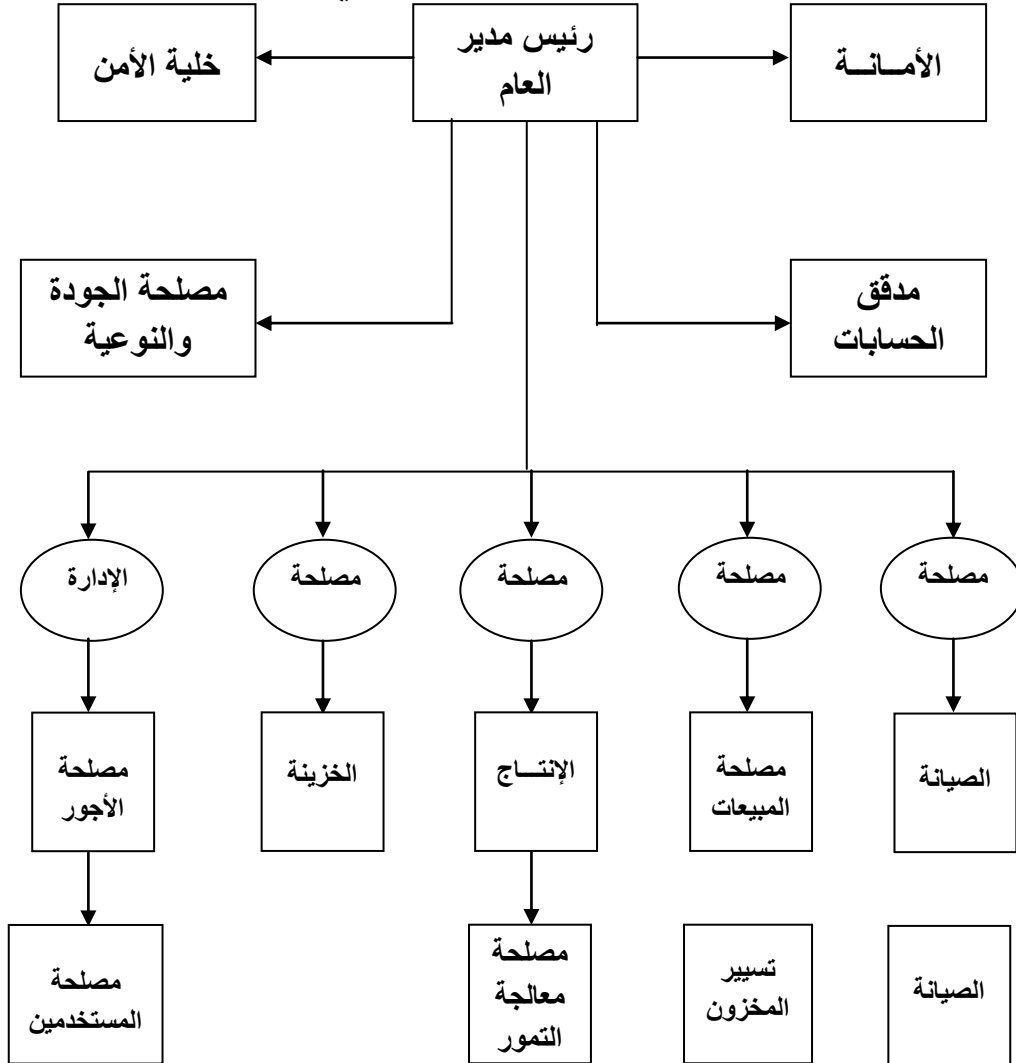 الأمـــانـــة
رئيس مدير
العام
خلية الأمن
مدقق
الحسابات
مصلحة الجودة
والنوعية
مصلحة
مصلحة
مصلحة
مصلحة
الإدارة
الصيانة
مصلحة
المبيعات
الإنتـــاج
الخزينة
مصلحة
الأجور
الصيانة
تسيير
المخزون
مصلحة
معالجة
التمور
مصلحة
المستخدمين